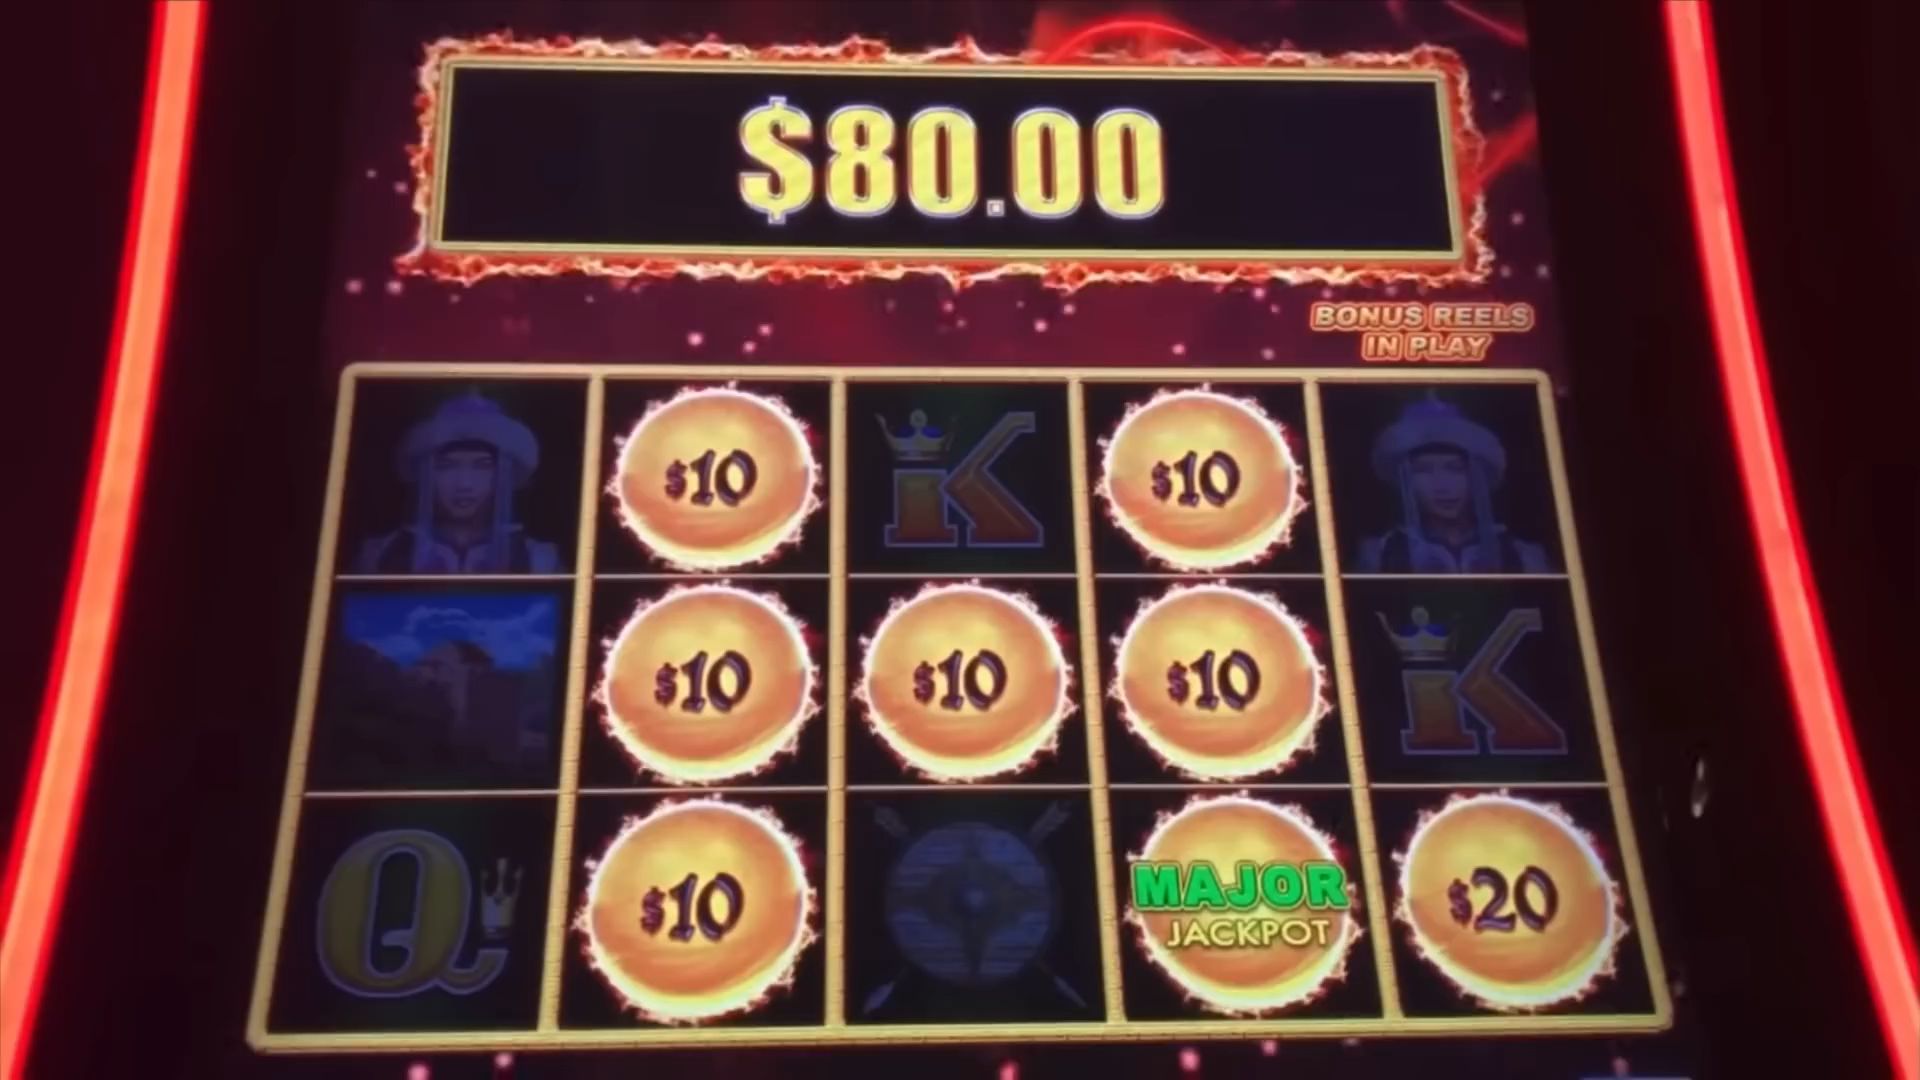 $80.00
BONUS REELS
IN PLAY
$10
K
$10
$10
$10
$10
K
Q
$10
MAJOR
JACKPOT
$20